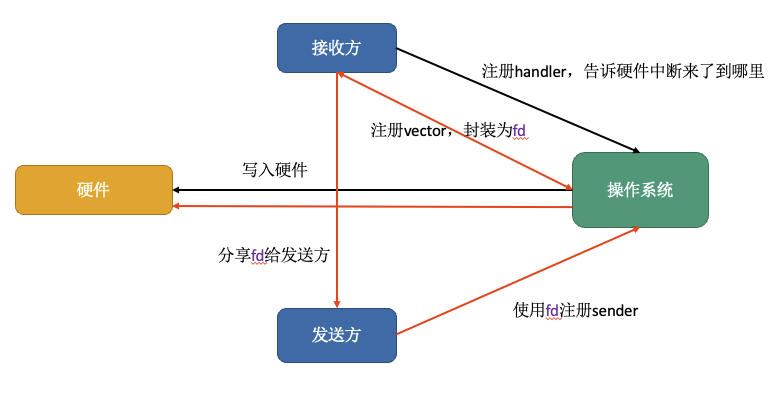 接收方
注册handler，告诉硬件中断来了到哪里
注册vector，封装为fd
写入硬件
硬件
操作系统
分享fd给发送方
使用fd注册sender
发送方